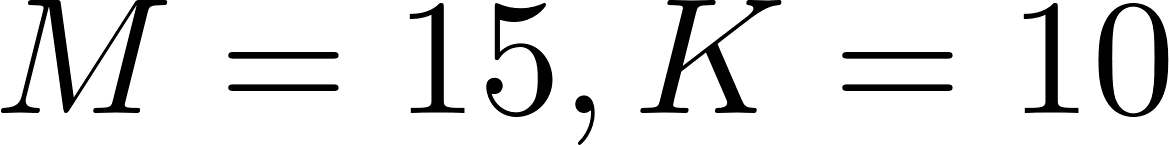 M = 15, K = 10